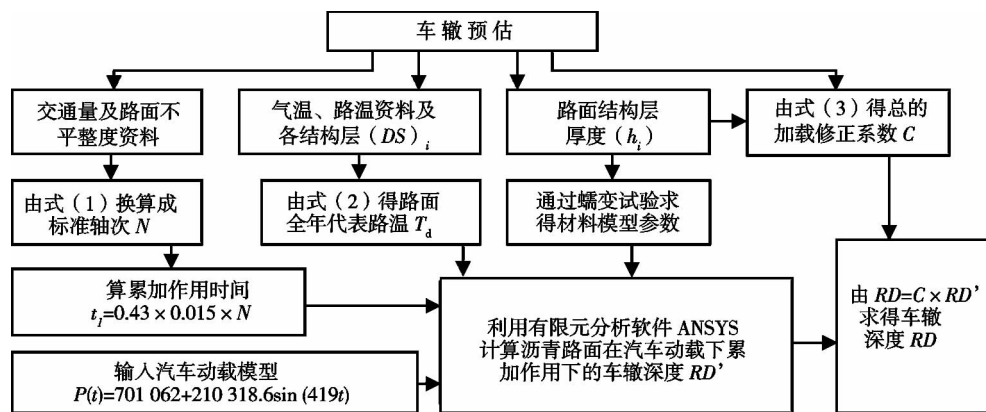 车辙预估
交通量及路面不
平整度资料
气温、路温资料及
各结构层(DS)i
路面结构层
厚度(hi)
由式(3)得总的
加载修正系数 C
由式(1)换算成
标准轴次 N
由式(2)得路面
全年代表路温 Td
通过蠕变试验求
得材料模型参数
算累加作用时间
t1=0.43×0.015×N
利用有限元分析软件 ANSYS
计算沥青路面在汽车动载下累
加作用下的车辙深度 RD’
由 RD=C×RD’
求得车辙
深度 RD
输入汽车动载模型
P(t)=701 062+210 318.6sin (419t)